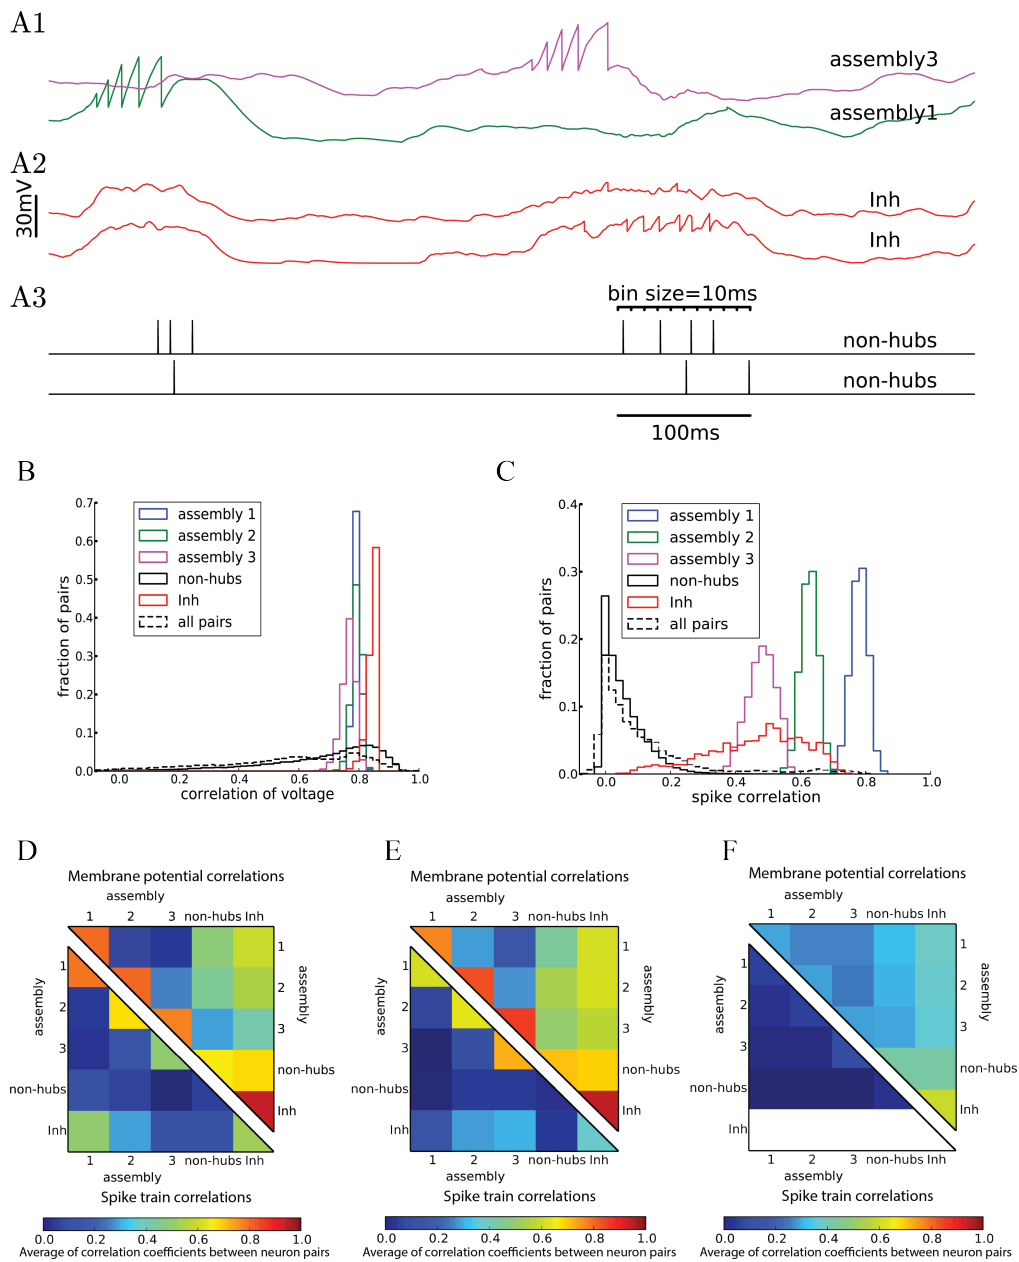 A1
assembly3
assembly1
A2
30mV
Inh
Inh
A3
bin size=10ms
non-hubs
non-hubs
100ms
B
0.7
0.6
0.5
0.4
0.3
0.2
0.1
0.0
fraction of pairs
assembly 1
assembly 2
assembly 3
non-hubs
Inh
all pairs
0.0 0.2 0.4 0.6 0.8 1.0
correlation of voltage
C
0.4
0.3
0.2
0.1
0.0
fraction of pairs
assembly 1
assembly 2
assembly 3
non-hubs
Inh
all pairs
0.0 0.2 0.4 0.6 0.8 1.0
spike correlation
D
Membrane potential correlations
assembly
1 2 3 non-hubs Inh
1
2
3
non-hubs
Inh
assembly
1
2
3
non-hubs
Inh
assembly
1 2 3 non-hubs Inh
assembly
Spike train correlations
0.0 0.2 0.4 0.6 0.8 1.0
Average of correlation coefficients between neuron pairs
E
Membrane potential correlations
assembly
1 2 3 non-hubs Inh
1
2
3
non-hubs
Inh
assembly
1
2
3
non-hubs
Inh
assembly
1 2 3 non-hubs Inh
assembly
Spike train correlations
0.0 0.2 0.4 0.6 0.8 1.0
Average of correlation coefficients between neuron pairs
F
Membrane potential correlations
assembly
1 2 3 non-hubs Inh
1
2
3
non-hubs
Inh
assembly
1
2
3
non-hubs
Inh
assembly
1 2 3 non-hubs Inh
assembly
Spike train correlations
0.0 0.2 0.4 0.6 0.8 1.0
Average of correlation coefficients between neuron pairs